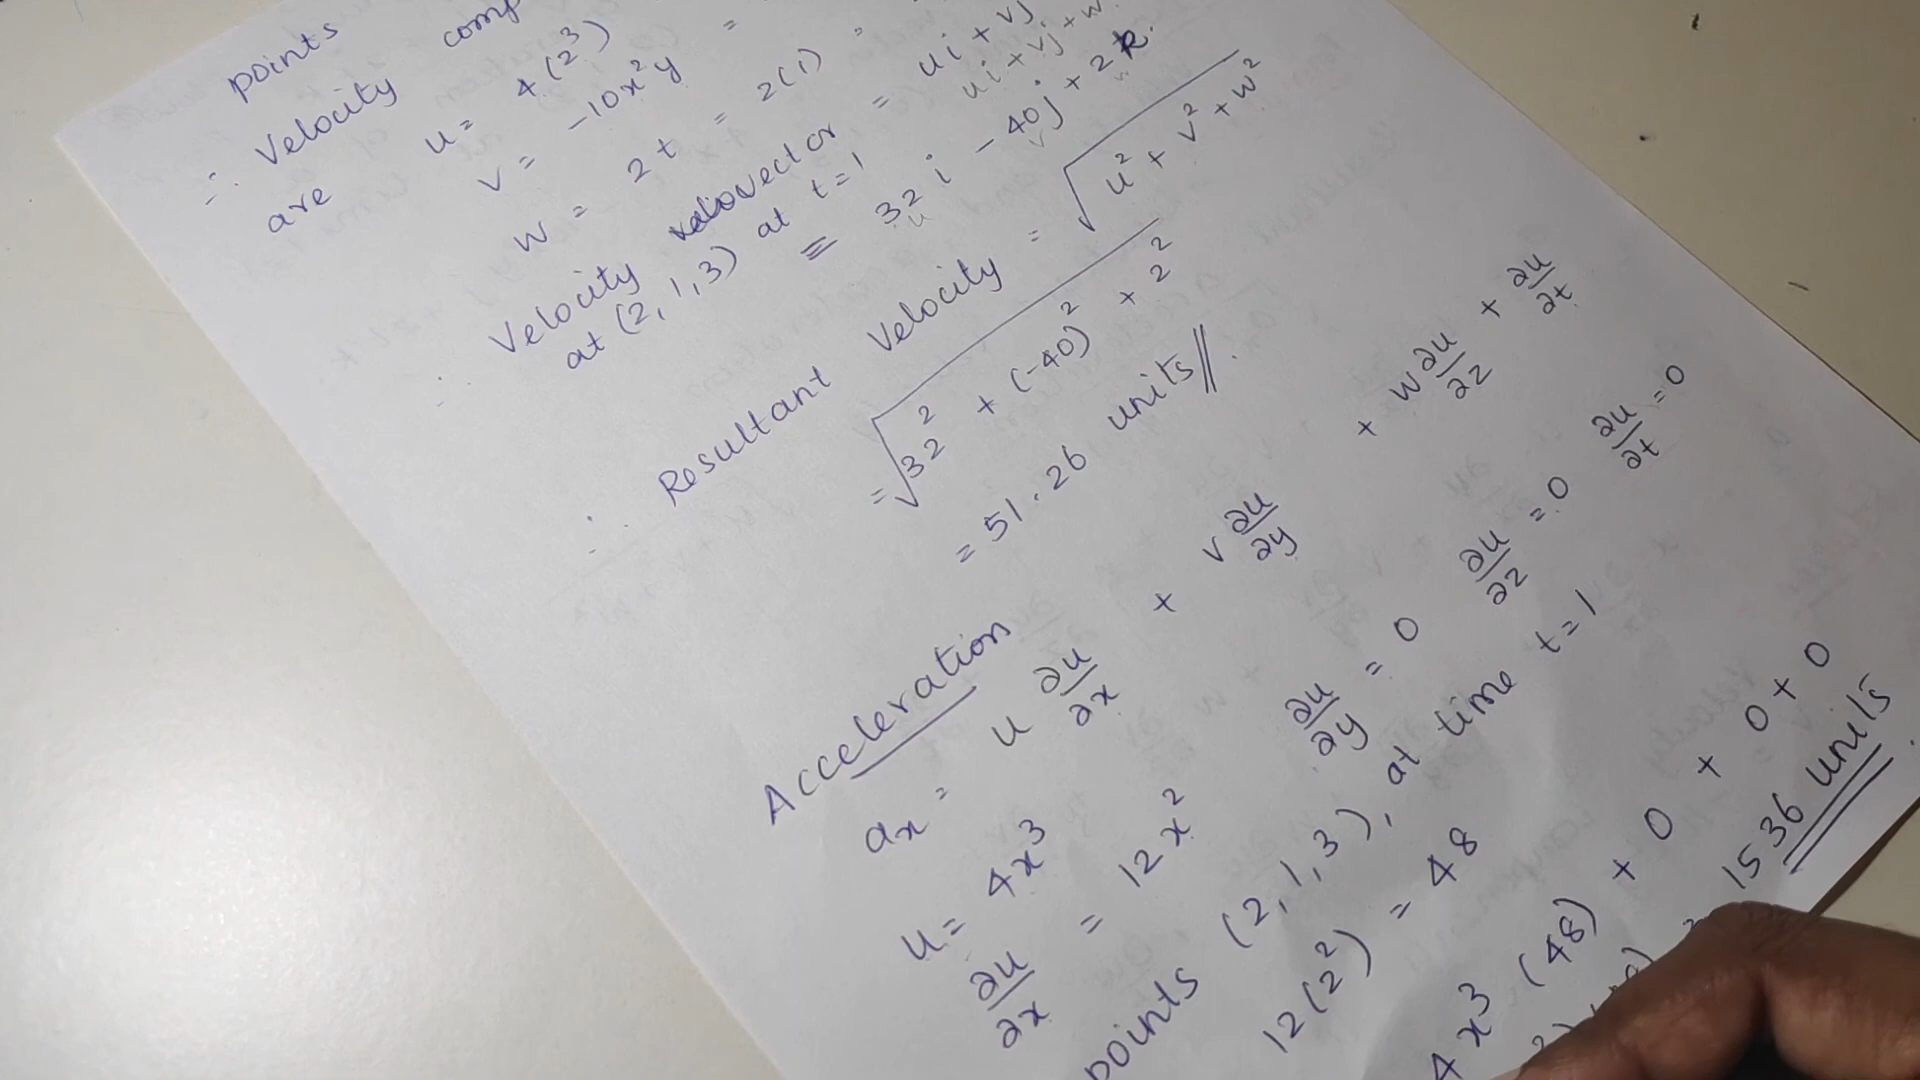 points
∴ Velocity comp
are u = 4(2³)
v = -10x²y =
w = 2t = 2(1) =
∴ Velocity vector = ui + vj
at (2, 1, 3) at t=1 ui + vj + w
= 32i - 40j + 2k.
∴ Resultant Velocity = √u² + v² + w²
= √32² + (-40)² + 2²
= 51.26 units//.
Acceleration
ax = u ∂u/∂x + v ∂u/∂y + w ∂u/∂z + ∂u/∂t
u = 4x³
∂u/∂x = 12x² ∂u/∂y = 0 ∂u/∂z = 0 ∂u/∂t = 0
points (2, 1, 3), at time t=1
12(2²) = 48
4x³ (48) + 0 + 0 + 0
1536 units